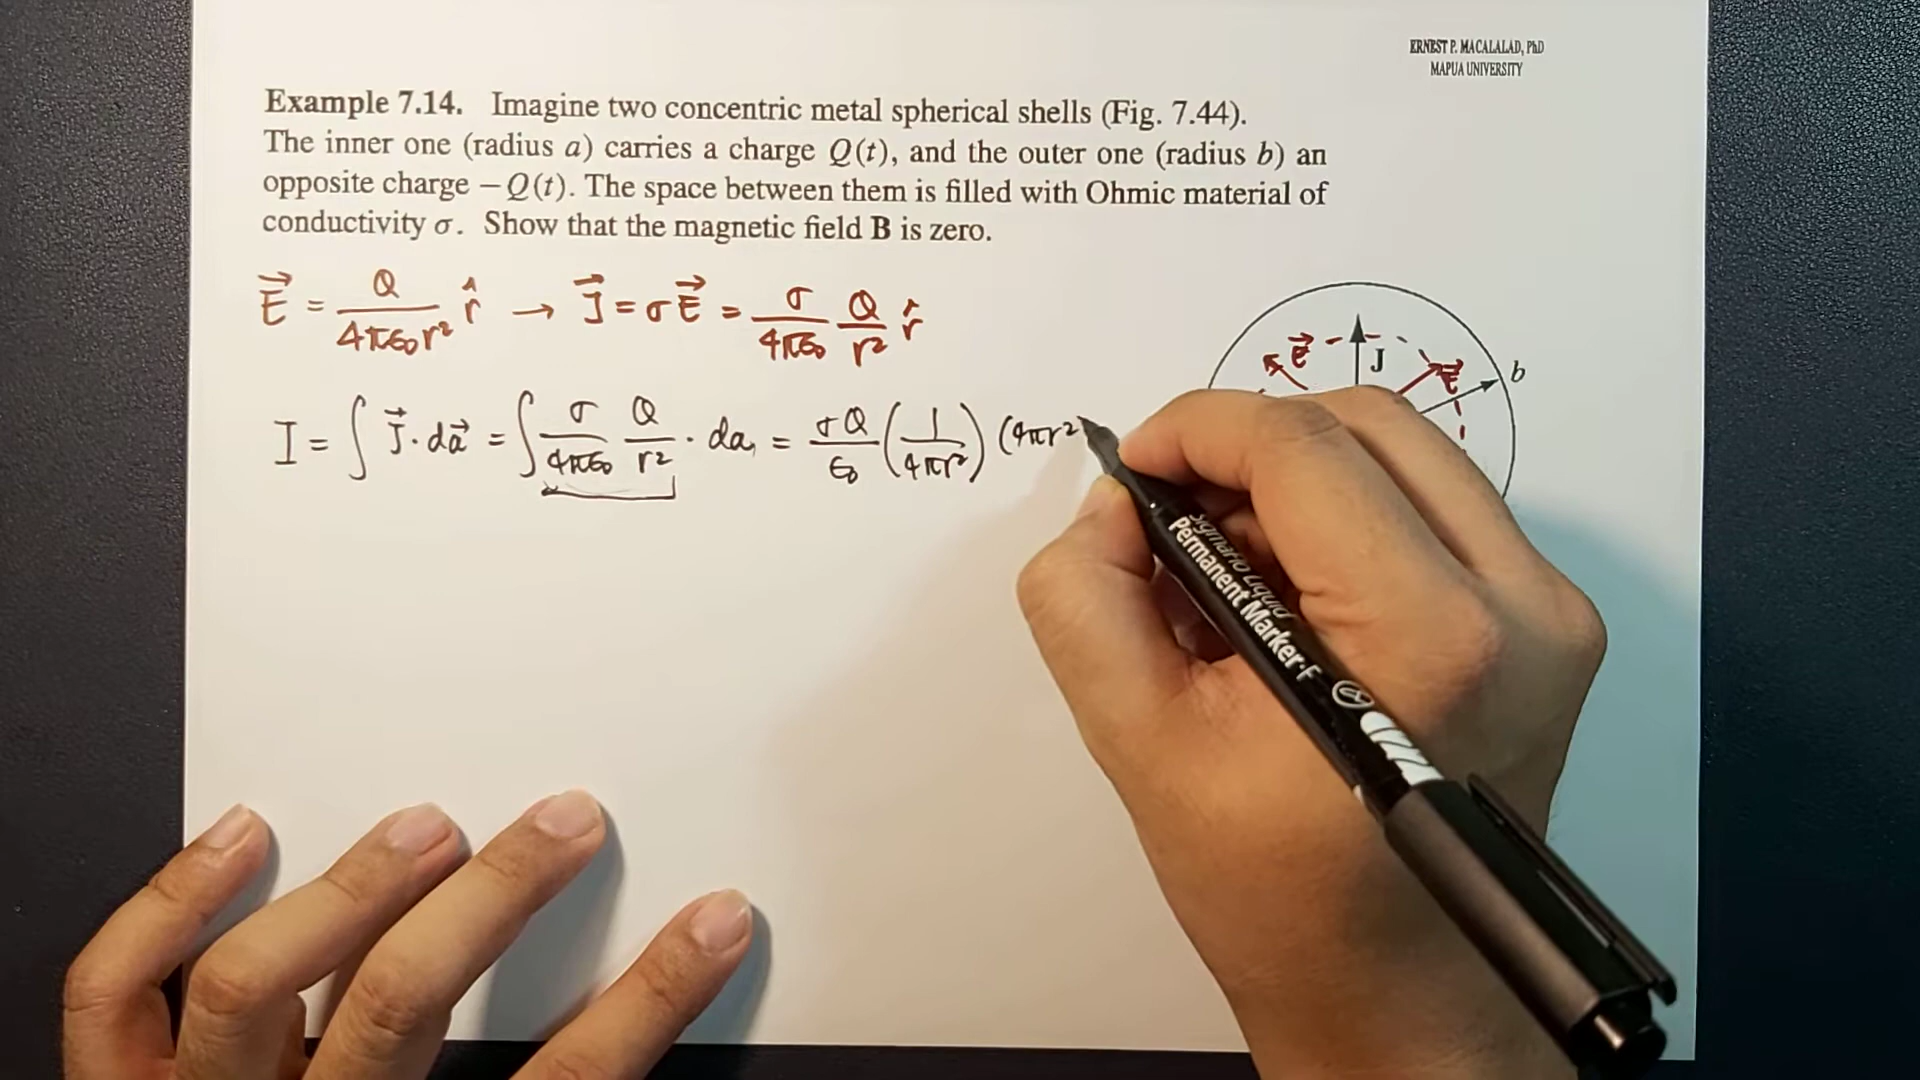 ERNEST P. MACALALAD, PhD
MAPUA UNIVERSITY
Example 7.14. Imagine two concentric metal spherical shells (Fig. 7.44).
The inner one (radius a) carries a charge Q(t), and the outer one (radius b) an
opposite charge −Q(t). The space between them is filled with Ohmic material of
conductivity σ. Show that the magnetic field B is zero.
E⃗ = Q/(4πε₀r²) r̂ → J⃗ = σE⃗ = σ/(4πε₀) Q/r² r̂
E⃗ J E⃗ b
I = ∫ J⃗ · da⃗ = ∫ σ/(4πε₀) Q/r² · da, = σQ/ε₀ (1/(4πr²)) (4πr²
Permanent Marker·F